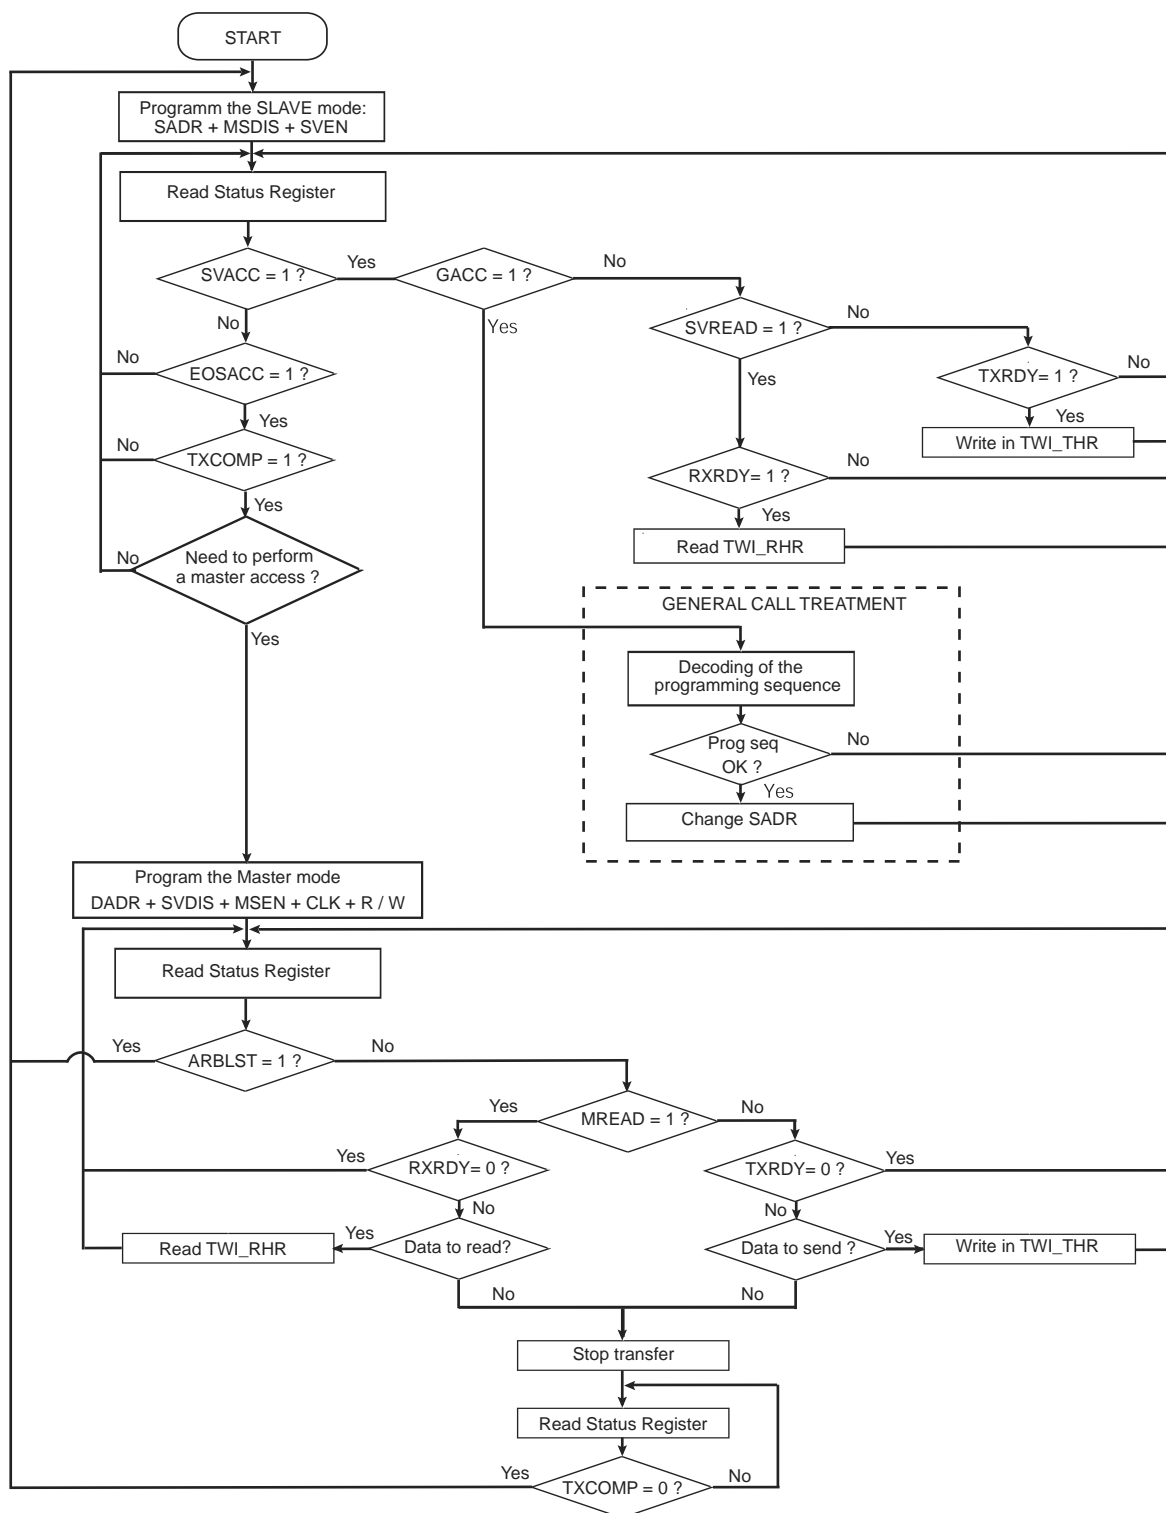 START
Programm the SLAVE mode:
SADR + MSDIS + SVEN
Read Status Register
SVACC = 1 ?
Yes
GACC = 1 ?
No
No
Yes
SVREAD = 1 ?
No
No
EOSACC = 1 ?
Yes
TXRDY= 1 ?
No
Yes
Yes
Write in TWI_THR
No
TXCOMP = 1 ?
RXRDY= 1 ?
No
Yes
Yes
Read TWI_RHR
No
Need to perform
a master access ?
Yes
GENERAL CALL TREATMENT
Decoding of the
programming sequence
Prog seq
OK ?
No
Yes
Change SADR
Program the Master mode
DADR + SVDIS + MSEN + CLK + R / W
Read Status Register
Yes
ARBLST = 1 ?
No
Yes
MREAD = 1 ?
No
Yes
RXRDY= 0 ?
TXRDY= 0 ?
Yes
No
No
Read TWI_RHR
Yes
Data to read?
Data to send ?
Yes
Write in TWI_THR
No
No
Stop transfer
Read Status Register
Yes
TXCOMP = 0 ?
No